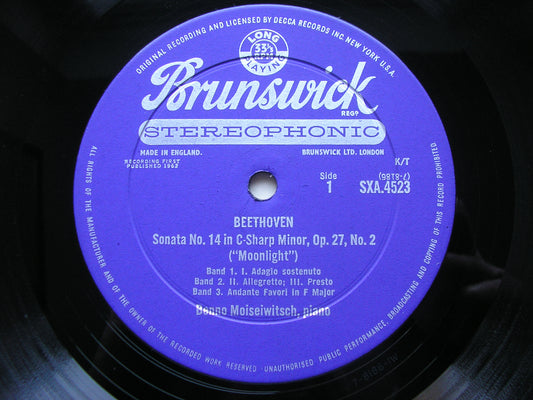 ORIGINAL RECORDING AND LICENSED BY DECCA RECORDS INC NEW YORK, U.S.A.
LONG
33⅓
PLAYING
Brunswick
REGD
STEREOPHONIC
MADE IN ENGLAND.
BRUNSWICK LTD. LONDON
RECORDING FIRST
PUBLISHED 1962
K/T
Side
1
(7-8186)
SXA.4523
BEETHOVEN
Sonata No. 14 in C-Sharp Minor, Op. 27, No. 2
("Moonlight")
Band 1. I. Adagio sostenuto
Band 2. II. Allegretto; III. Presto
Band 3. Andante Favori in F Major
Benno Moiseiwitsch, piano
ALL RIGHTS OF THE MANUFACTURER AND OF THE OWNER OF THE RECORDED WORK RESERVED · UNAUTHORISED PUBLIC PERFORMANCE, BROADCASTING AND COPYING OF THIS RECORD PROHIBITED